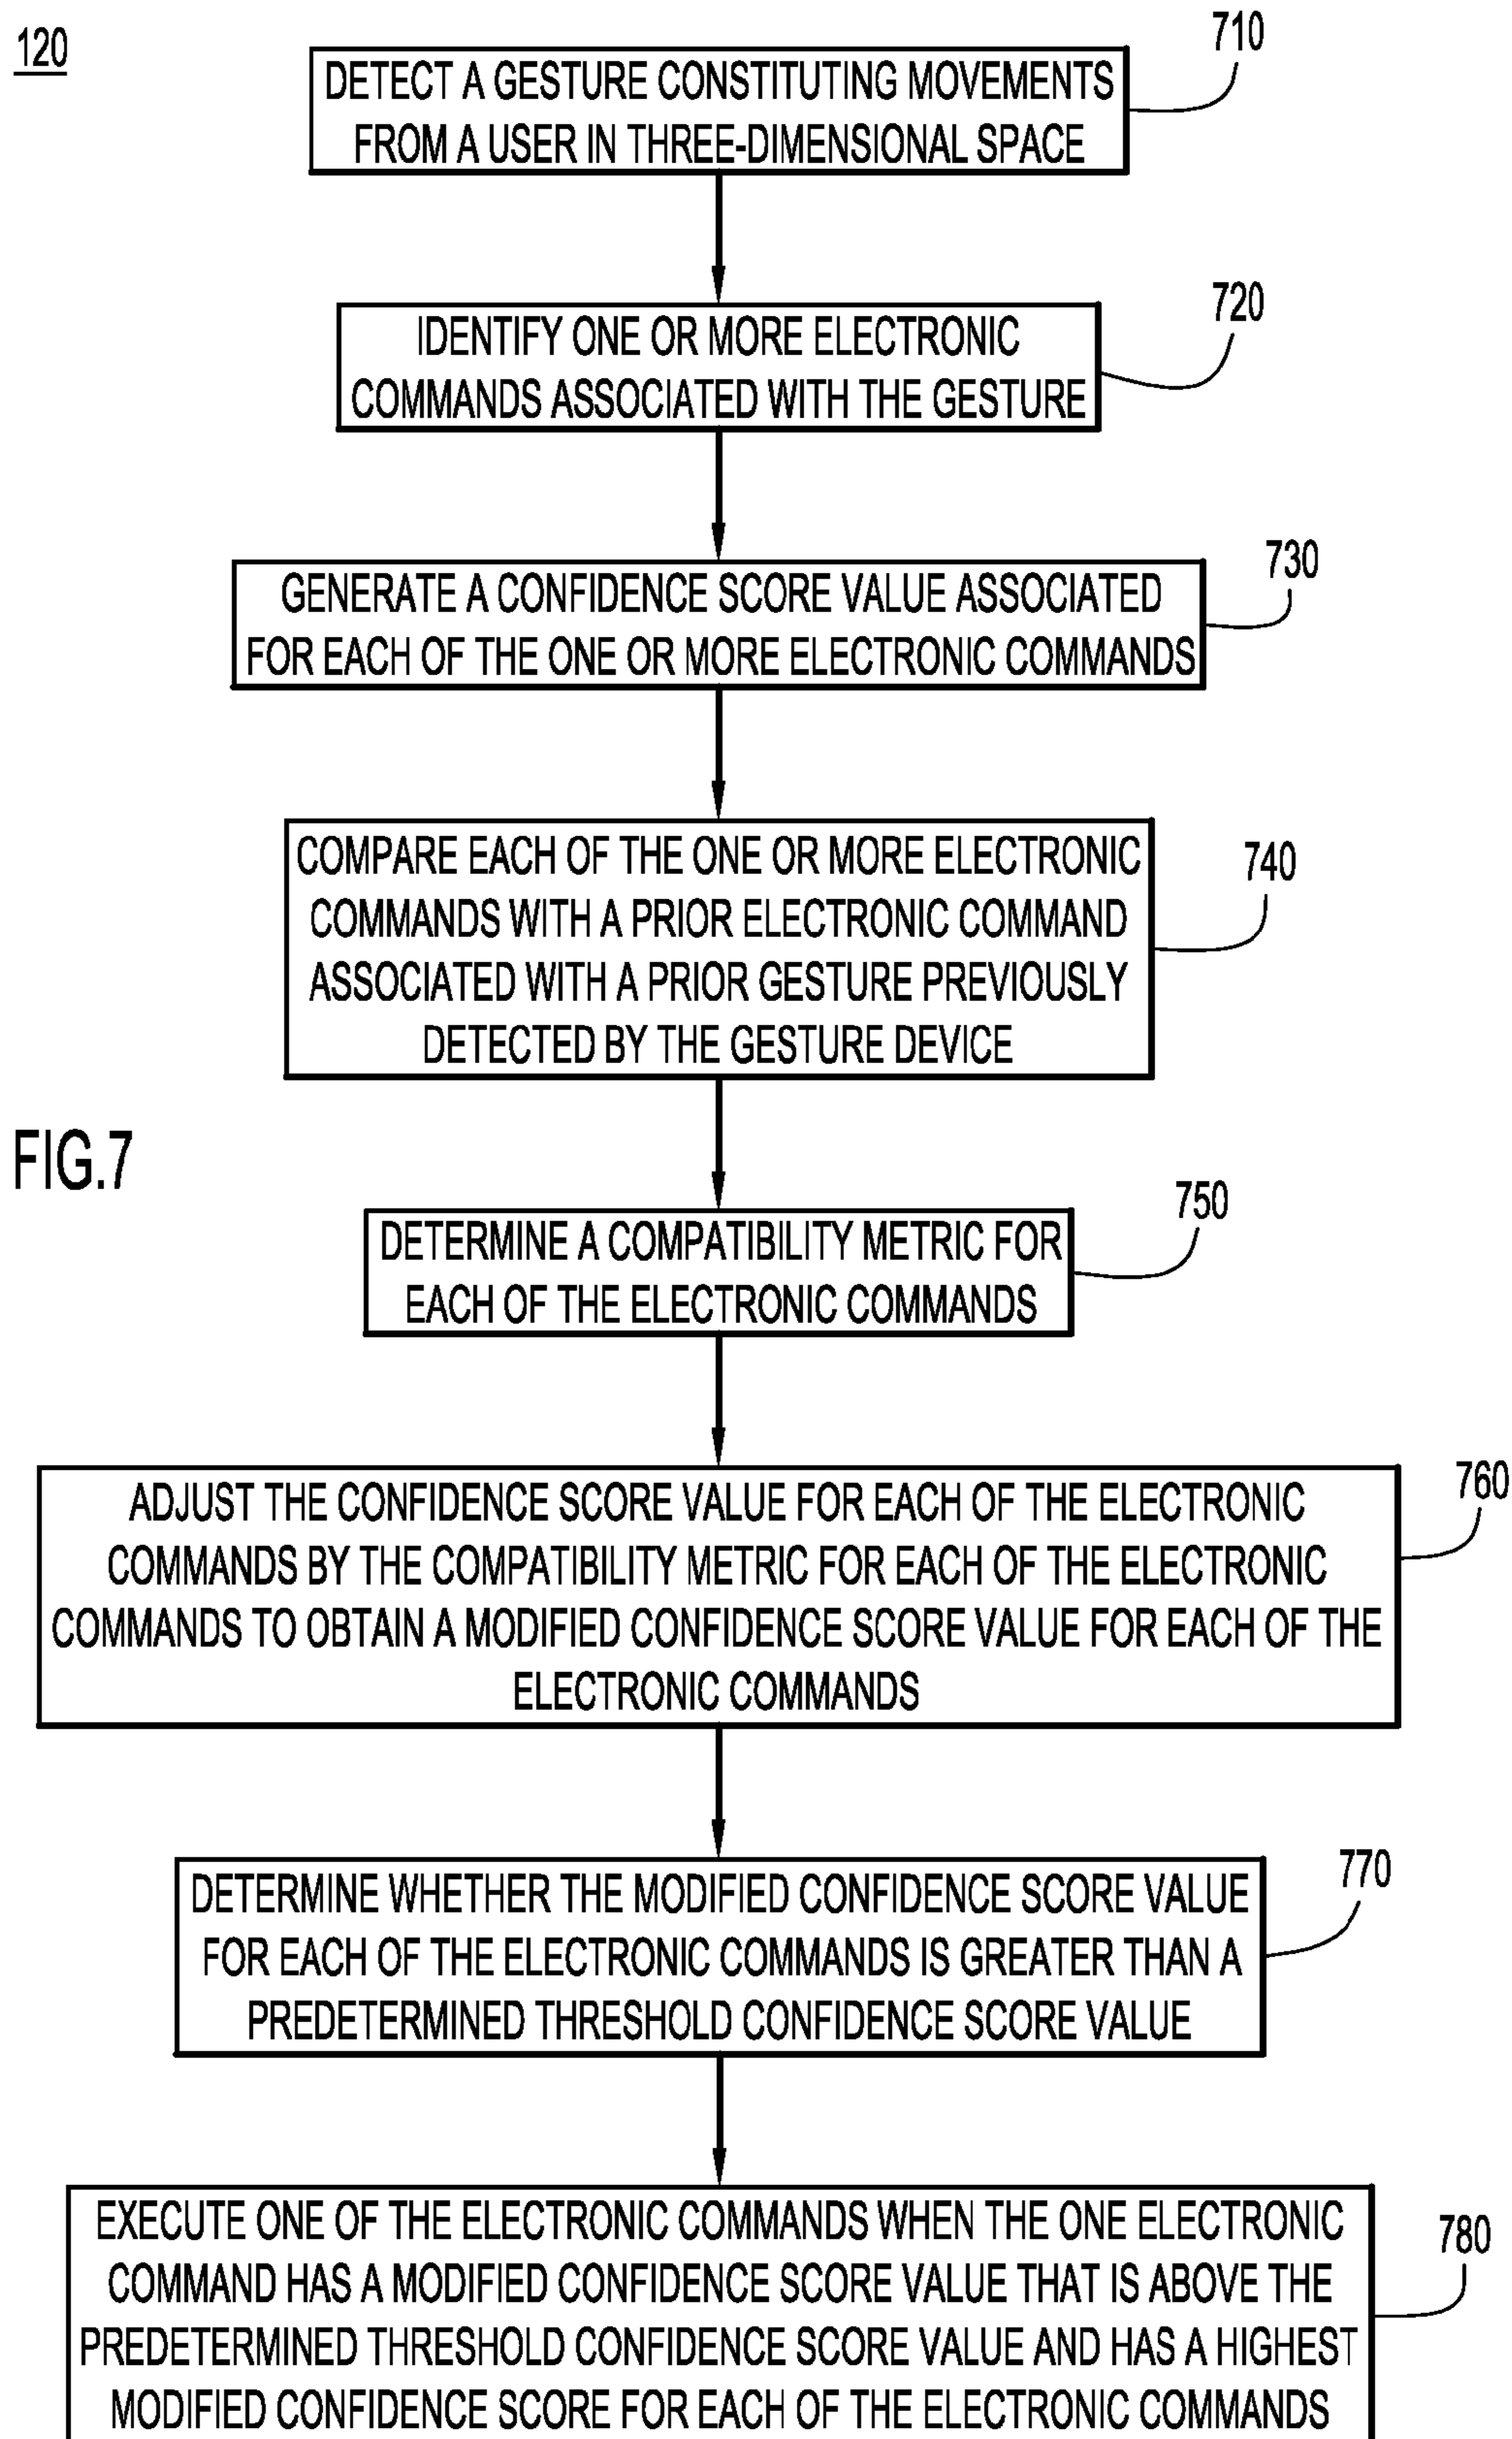 120
710
DETECT A GESTURE CONSTITUTING MOVEMENTS
FROM A USER IN THREE-DIMENSIONAL SPACE
720
IDENTIFY ONE OR MORE ELECTRONIC
COMMANDS ASSOCIATED WITH THE GESTURE
730
GENERATE A CONFIDENCE SCORE VALUE ASSOCIATED
FOR EACH OF THE ONE OR MORE ELECTRONIC COMMANDS
740
COMPARE EACH OF THE ONE OR MORE ELECTRONIC
COMMANDS WITH A PRIOR ELECTRONIC COMMAND
ASSOCIATED WITH A PRIOR GESTURE PREVIOUSLY
DETECTED BY THE GESTURE DEVICE
FIG.7
750
DETERMINE A COMPATIBILITY METRIC FOR
EACH OF THE ELECTRONIC COMMANDS
760
ADJUST THE CONFIDENCE SCORE VALUE FOR EACH OF THE ELECTRONIC
COMMANDS BY THE COMPATIBILITY METRIC FOR EACH OF THE ELECTRONIC
COMMANDS TO OBTAIN A MODIFIED CONFIDENCE SCORE VALUE FOR EACH OF THE
ELECTRONIC COMMANDS
770
DETERMINE WHETHER THE MODIFIED CONFIDENCE SCORE VALUE
FOR EACH OF THE ELECTRONIC COMMANDS IS GREATER THAN A
PREDETERMINED THRESHOLD CONFIDENCE SCORE VALUE
780
EXECUTE ONE OF THE ELECTRONIC COMMANDS WHEN THE ONE ELECTRONIC
COMMAND HAS A MODIFIED CONFIDENCE SCORE VALUE THAT IS ABOVE THE
PREDETERMINED THRESHOLD CONFIDENCE SCORE VALUE AND HAS A HIGHEST
MODIFIED CONFIDENCE SCORE FOR EACH OF THE ELECTRONIC COMMANDS